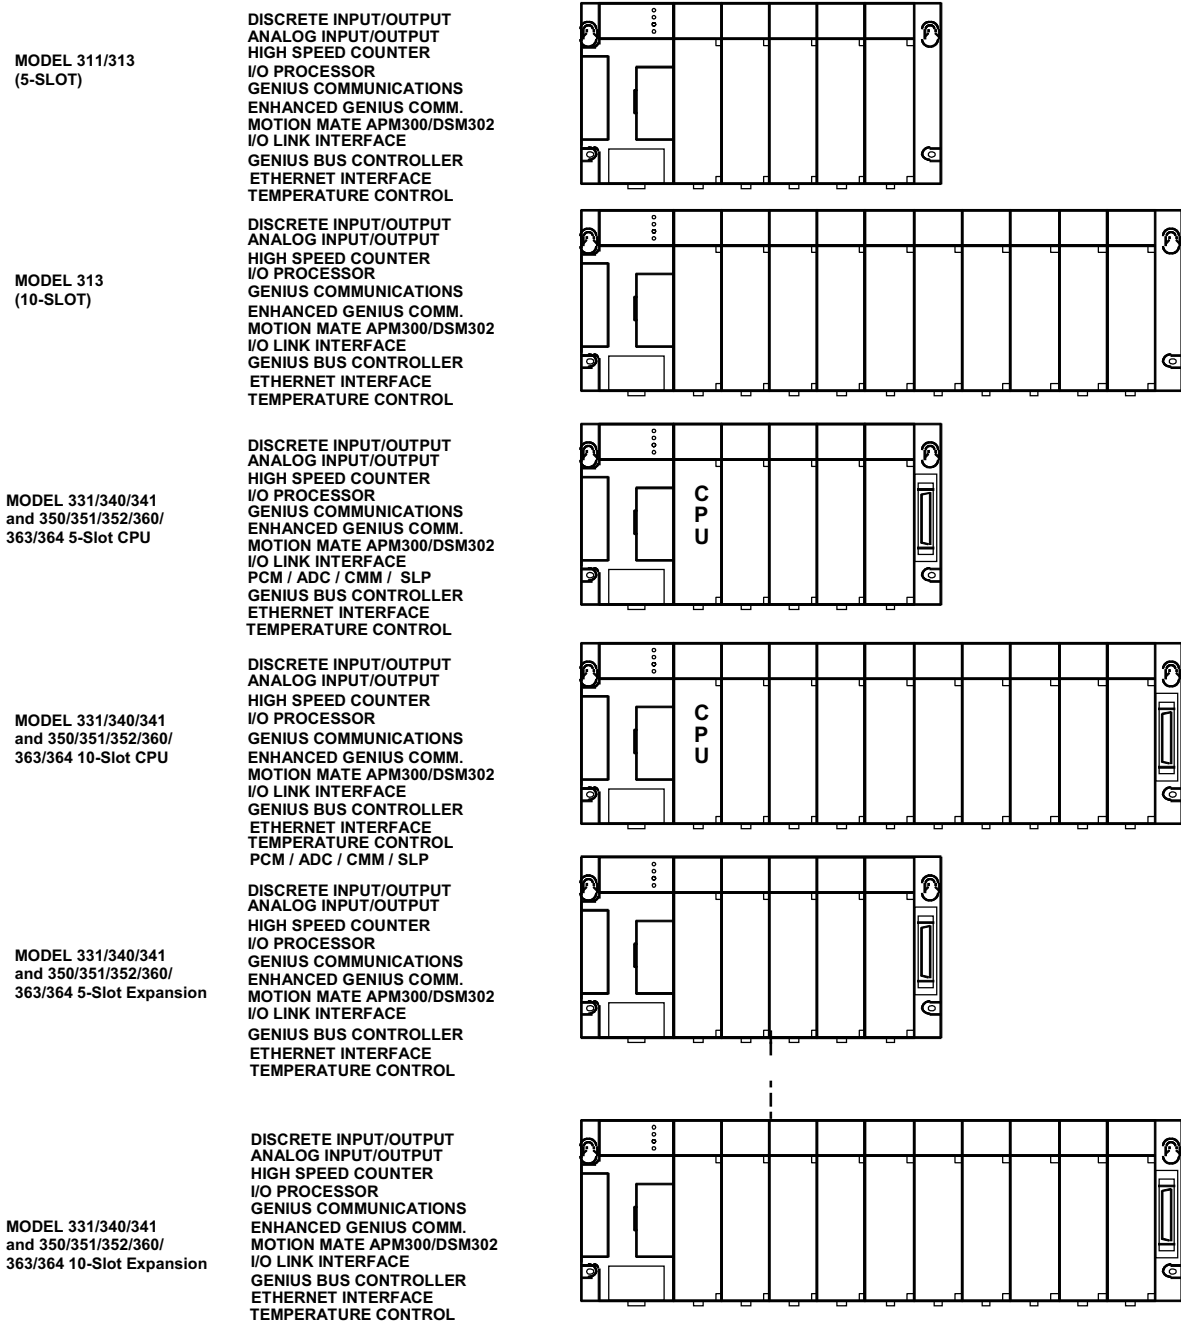 MODEL 311/313
(5-SLOT)
DISCRETE INPUT/OUTPUT
ANALOG INPUT/OUTPUT
HIGH SPEED COUNTER
I/O PROCESSOR
GENIUS COMMUNICATIONS
ENHANCED GENIUS COMM.
MOTION MATE APM300/DSM302
I/O LINK INTERFACE
GENIUS BUS CONTROLLER
ETHERNET INTERFACE
TEMPERATURE CONTROL
MODEL 313
(10-SLOT)
DISCRETE INPUT/OUTPUT
ANALOG INPUT/OUTPUT
HIGH SPEED COUNTER
I/O PROCESSOR
GENIUS COMMUNICATIONS
ENHANCED GENIUS COMM.
MOTION MATE APM300/DSM302
I/O LINK INTERFACE
GENIUS BUS CONTROLLER
ETHERNET INTERFACE
TEMPERATURE CONTROL
MODEL 331/340/341
and 350/351/352/360/
363/364 5-Slot CPU
DISCRETE INPUT/OUTPUT
ANALOG INPUT/OUTPUT
HIGH SPEED COUNTER
I/O PROCESSOR
GENIUS COMMUNICATIONS
ENHANCED GENIUS COMM.
MOTION MATE APM300/DSM302
I/O LINK INTERFACE
PCM / ADC / CMM / SLP
GENIUS BUS CONTROLLER
ETHERNET INTERFACE
TEMPERATURE CONTROL
CPU
MODEL 331/340/341
and 350/351/352/360/
363/364 10-Slot CPU
DISCRETE INPUT/OUTPUT
ANALOG INPUT/OUTPUT
HIGH SPEED COUNTER
I/O PROCESSOR
GENIUS COMMUNICATIONS
ENHANCED GENIUS COMM.
MOTION MATE APM300/DSM302
I/O LINK INTERFACE
GENIUS BUS CONTROLLER
ETHERNET INTERFACE
TEMPERATURE CONTROL
PCM / ADC / CMM / SLP
CPU
MODEL 331/340/341
and 350/351/352/360/
363/364 5-Slot Expansion
DISCRETE INPUT/OUTPUT
ANALOG INPUT/OUTPUT
HIGH SPEED COUNTER
I/O PROCESSOR
GENIUS COMMUNICATIONS
ENHANCED GENIUS COMM.
MOTION MATE APM300/DSM302
I/O LINK INTERFACE
GENIUS BUS CONTROLLER
ETHERNET INTERFACE
TEMPERATURE CONTROL
MODEL 331/340/341
and 350/351/352/360/
363/364 10-Slot Expansion
DISCRETE INPUT/OUTPUT
ANALOG INPUT/OUTPUT
HIGH SPEED COUNTER
I/O PROCESSOR
GENIUS COMMUNICATIONS
ENHANCED GENIUS COMM.
MOTION MATE APM300/DSM302
I/O LINK INTERFACE
GENIUS BUS CONTROLLER
ETHERNET INTERFACE
TEMPERATURE CONTROL